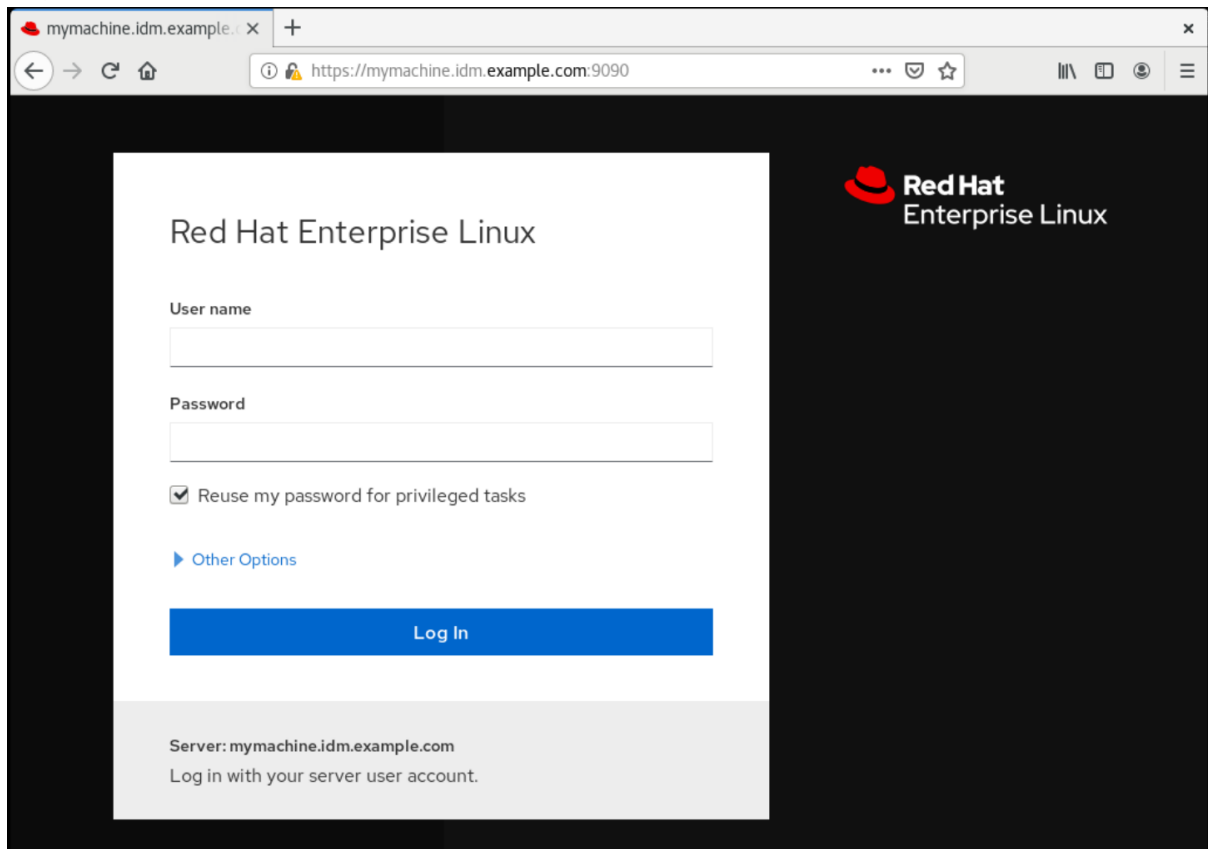 mymachine.idm.example.
https://mymachine.idm.example.com:9090
Red Hat
Enterprise Linux
Red Hat Enterprise Linux
User name
Password
Reuse my password for privileged tasks
Other Options
Log In
Server: mymachine.idm.example.com
Log in with your server user account.